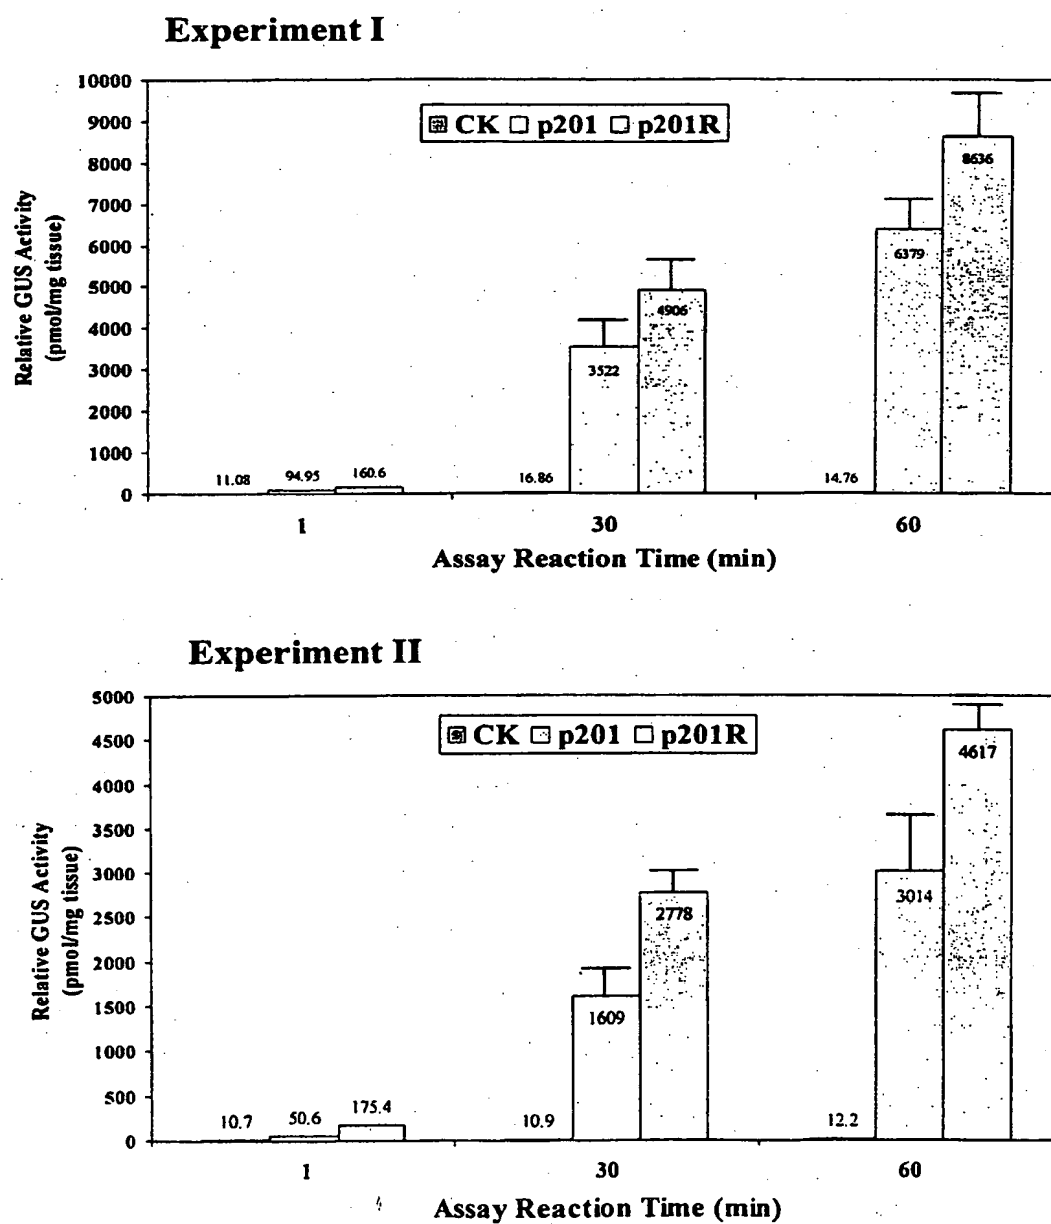 Experiment I
10000
9000
8000
7000
6000
5000
4000
3000
2000
1000
0
Relative GUS Activity
(pmol/mg tissue)
CK p201 p201R
11.08 94.95 160.6
16.86 3522 4906
14.76 6379 8636
1 30 60
Assay Reaction Time (min)
Experiment II
5000
4500
4000
3500
3000
2500
2000
1500
1000
500
0
Relative GUS Activity
(pmol/mg tissue)
CK p201 p201R
10.7 50.6 175.4
10.9 1609 2778
12.2 3014 4617
1 30 60
Assay Reaction Time (min)